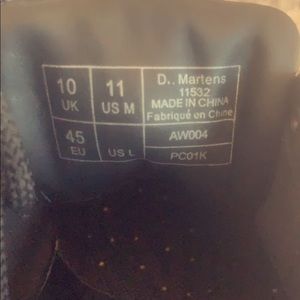 10 UK
11 US M
D.. Martens
11532
MADE IN CHINA
Fabriqué en Chine
45 EU
US L
AW004
PC01K